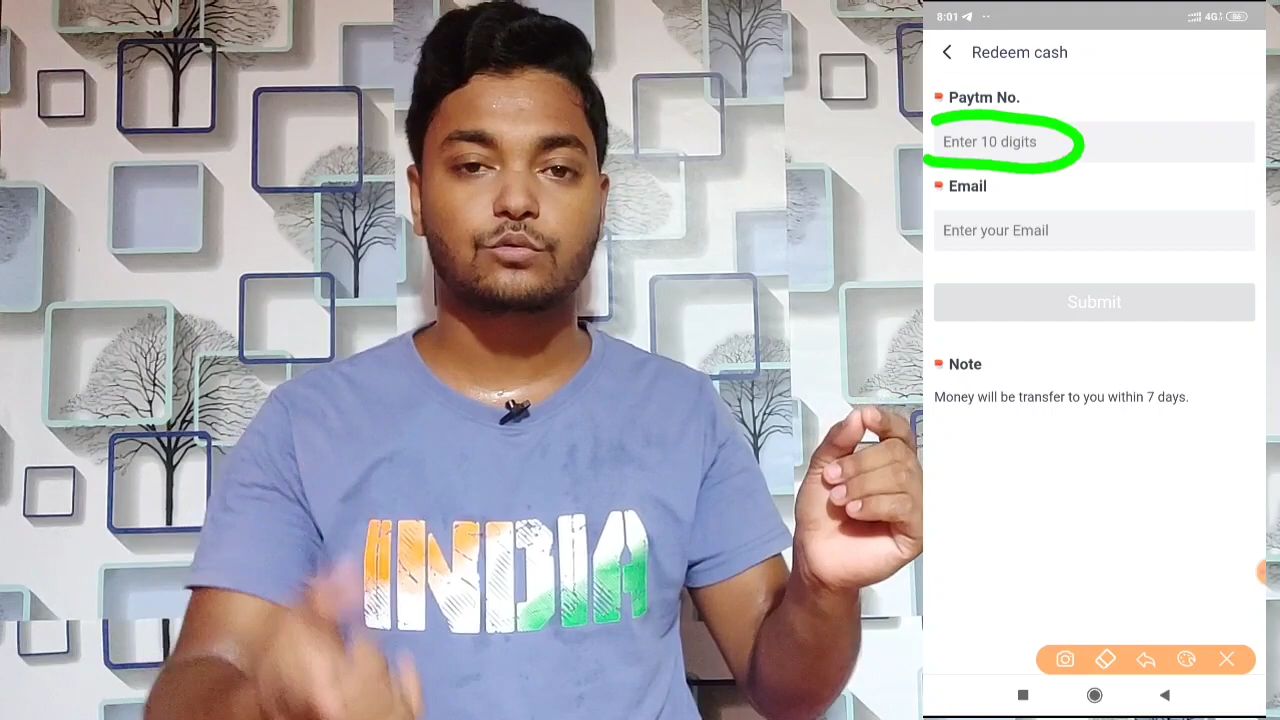 INDIA
8:01
4G
86
Redeem cash
Paytm No.
Enter 10 digits
Email
Enter your Email
Submit
Note
Money will be transfer to you within 7 days.